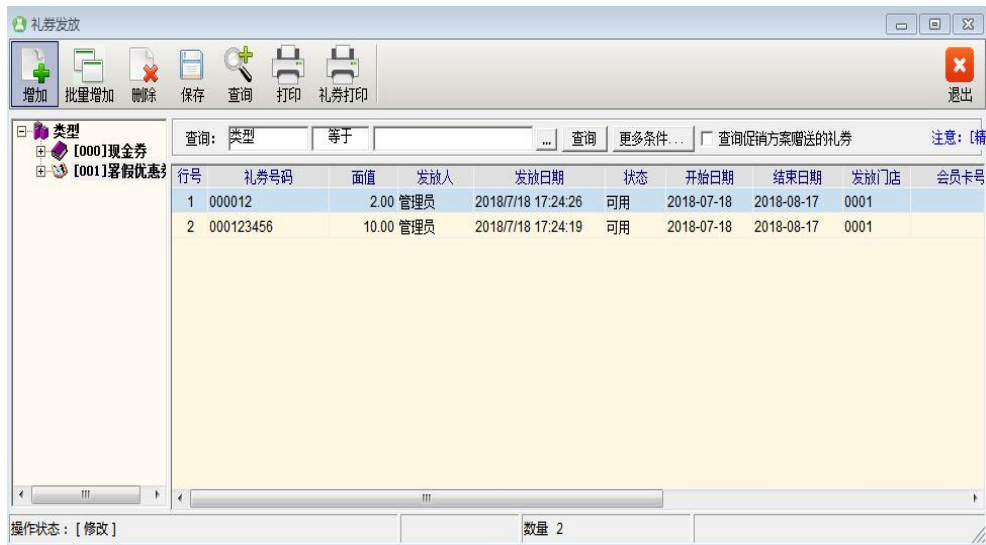 礼券发放
增加 批量增加 删除 保存 查询 打印 礼券打印 退出
类型
[000]现金券
[001]暑假优惠券
查询: 类型 等于 ... 查询 更多条件... 查询促销方案赠送的礼券 注意:[精
行号 礼券号码 面值 发放人 发放日期 状态 开始日期 结束日期 发放门店 会员卡号
1 000012 2.00 管理员 2018/7/18 17:24:26 可用 2018-07-18 2018-08-17 0001
2 000123456 10.00 管理员 2018/7/18 17:24:19 可用 2018-07-18 2018-08-17 0001
操作状态:[修改] 数量 2